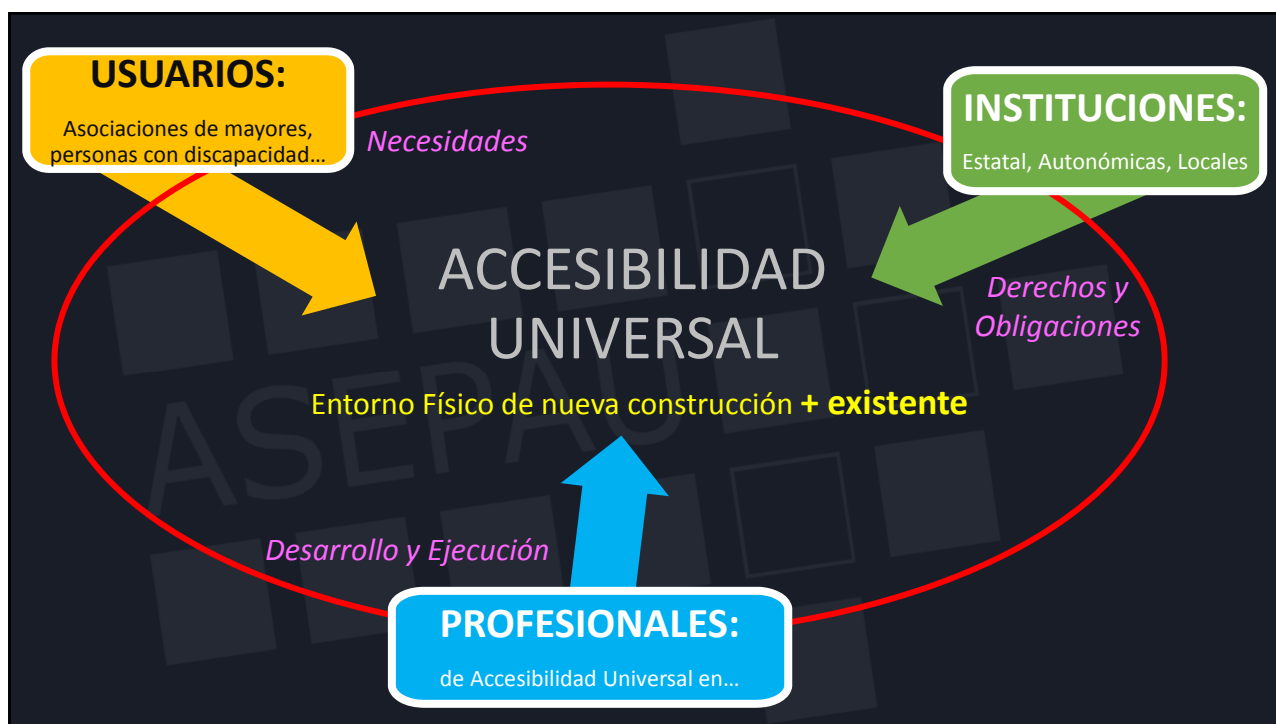 USUARIOS:
Asociaciones de mayores,
personas con discapacidad…
Necesidades
INSTITUCIONES:
Estatal, Autonómicas, Locales
ACCESIBILIDAD
UNIVERSAL
Derechos y
Obligaciones
Entorno Físico de nueva construcción + existente
ASEPAU
Desarrollo y Ejecución
PROFESIONALES:
de Accesibilidad Universal en…